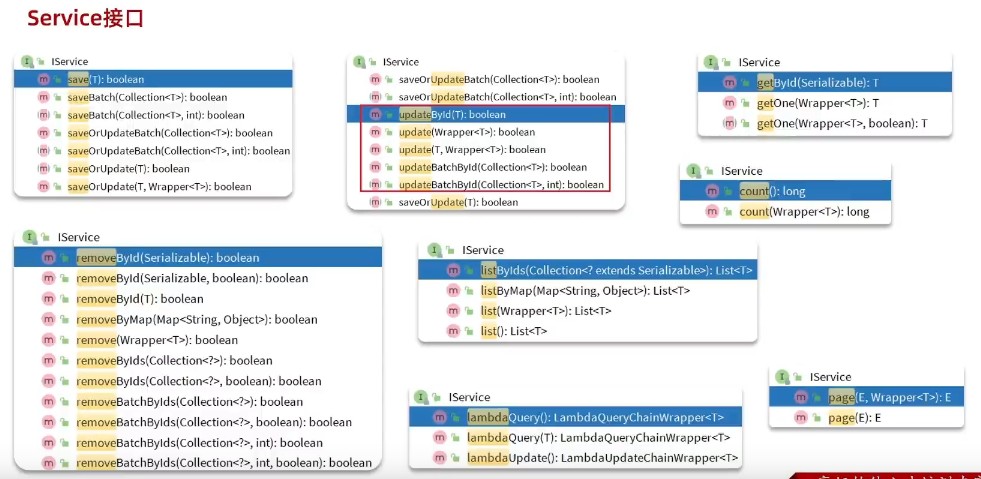 Service接口
IService
save(T): boolean
saveBatch(Collection<T>): boolean
saveBatch(Collection<T>, int): boolean
saveOrUpdateBatch(Collection<T>): boolean
saveOrUpdateBatch(Collection<T>, int): boolean
saveOrUpdate(T): boolean
saveOrUpdate(T, Wrapper<T>): boolean
IService
saveOrUpdateBatch(Collection<T>): boolean
saveOrUpdateBatch(Collection<T>, int): boolean
updateById(T): boolean
update(Wrapper<T>): boolean
update(T, Wrapper<T>): boolean
updateBatchById(Collection<T>): boolean
updateBatchById(Collection<T>, int): boolean
saveOrUpdate(T): boolean
IService
getById(Serializable): T
getOne(Wrapper<T>): T
getOne(Wrapper<T>, boolean): T
IService
count(): long
count(Wrapper<T>): long
IService
removeById(Serializable): boolean
removeById(Serializable, boolean): boolean
removeById(T): boolean
removeByMap(Map<String, Object>): boolean
remove(Wrapper<T>): boolean
removeByIds(Collection<?>): boolean
removeByIds(Collection<?>, boolean): boolean
removeBatchByIds(Collection<?>): boolean
removeBatchByIds(Collection<?>, boolean): boolean
removeBatchByIds(Collection<?>, int): boolean
removeBatchByIds(Collection<?>, int, boolean): boolean
IService
listByIds(Collection<? extends Serializable>): List<T>
listByMap(Map<String, Object>): List<T>
list(Wrapper<T>): List<T>
list(): List<T>
IService
lambdaQuery(): LambdaQueryChainWrapper<T>
lambdaQuery(T): LambdaQueryChainWrapper<T>
lambdaUpdate(): LambdaUpdateChainWrapper<T>
IService
page(E, Wrapper<T>): E
page(E): E